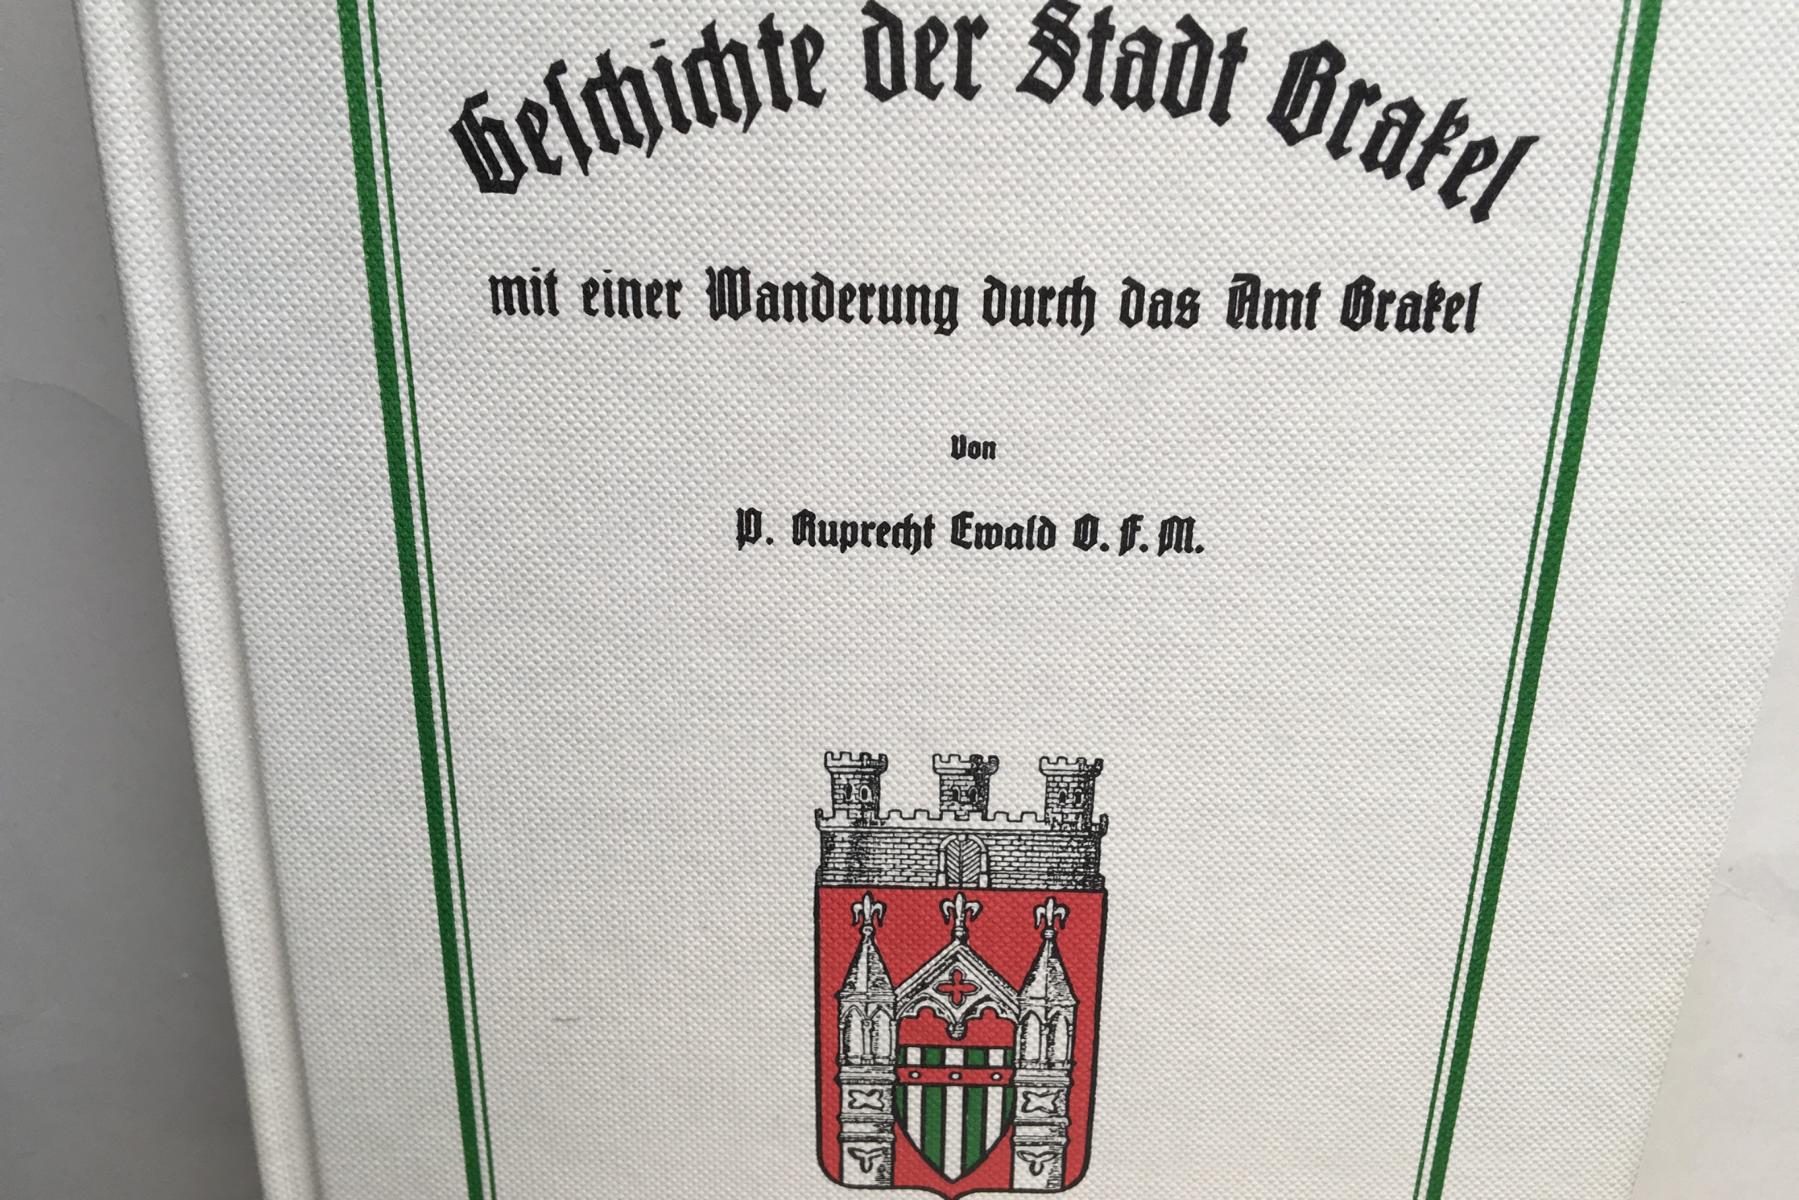 Geschichte der Stadt Brakel
mit einer Wanderung durch das Amt Brakel
Von
P. Ruprecht Ewald O. F. M.